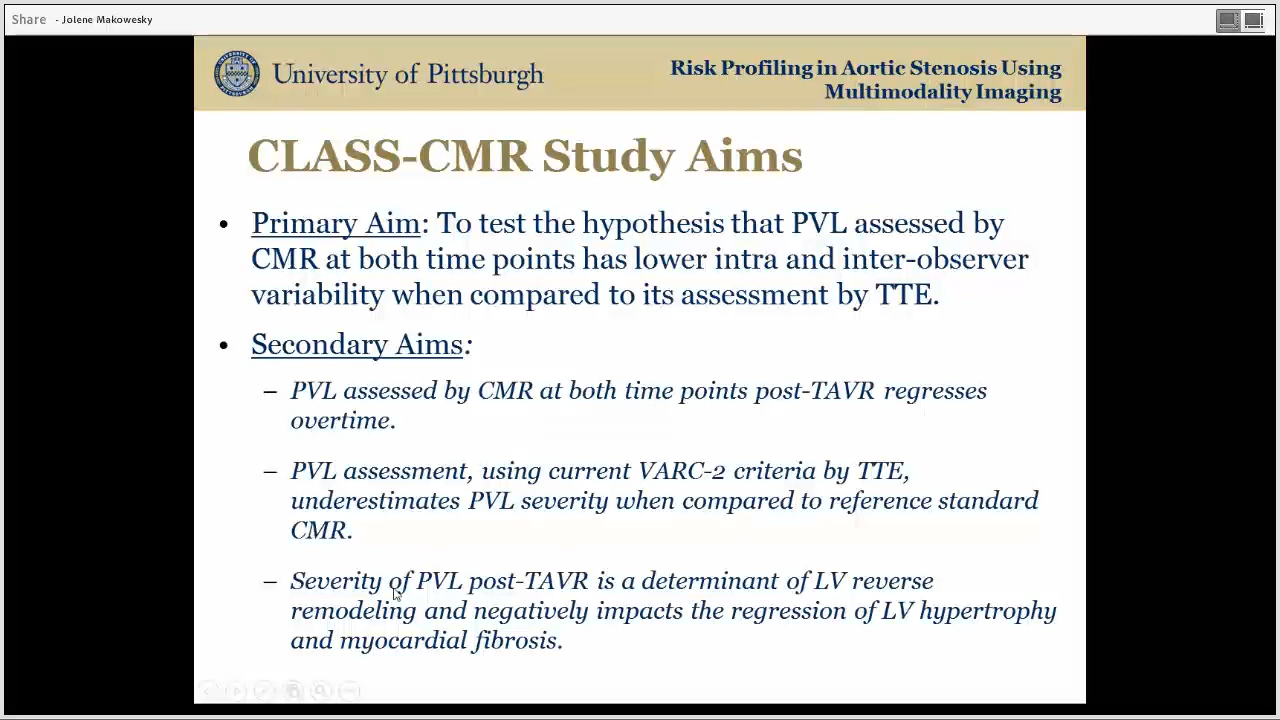 Share - Jolene Makowesky
University of Pittsburgh
Risk Profiling in Aortic Stenosis Using
Multimodality Imaging
CLASS-CMR Study Aims
• Primary Aim: To test the hypothesis that PVL assessed by
CMR at both time points has lower intra and inter-observer
variability when compared to its assessment by TTE.
• Secondary Aims:
– PVL assessed by CMR at both time points post-TAVR regresses
overtime.
– PVL assessment, using current VARC-2 criteria by TTE,
underestimates PVL severity when compared to reference standard
CMR.
– Severity of PVL post-TAVR is a determinant of LV reverse
remodeling and negatively impacts the regression of LV hypertrophy
and myocardial fibrosis.